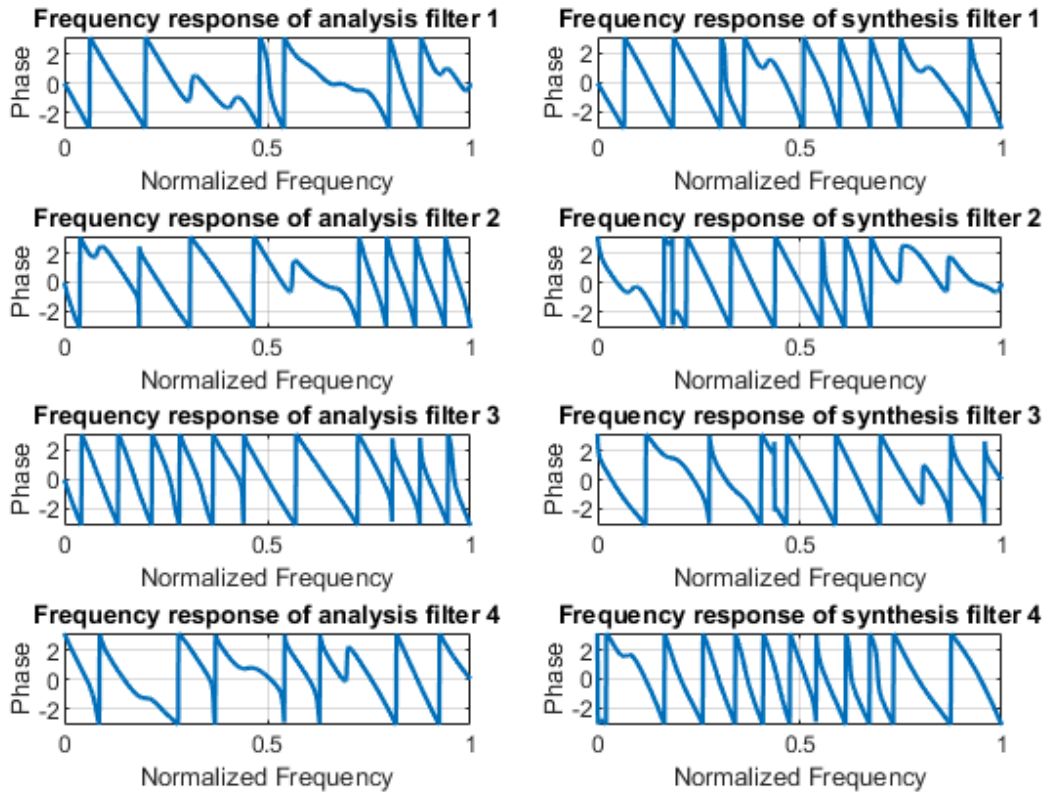 Frequency response of analysis filter 1
Phase
2
0
-2
0
0.5
1
Normalized Frequency
Frequency response of synthesis filter 1
Phase
2
0
-2
0
0.5
1
Normalized Frequency
Frequency response of analysis filter 2
Phase
2
0
-2
0
0.5
1
Normalized Frequency
Frequency response of synthesis filter 2
Phase
2
0
-2
0
0.5
1
Normalized Frequency
Frequency response of analysis filter 3
Phase
2
0
-2
0
0.5
1
Normalized Frequency
Frequency response of synthesis filter 3
Phase
2
0
-2
0
0.5
1
Normalized Frequency
Frequency response of analysis filter 4
Phase
2
0
-2
0
0.5
1
Normalized Frequency
Frequency response of synthesis filter 4
Phase
2
0
-2
0
0.5
1
Normalized Frequency